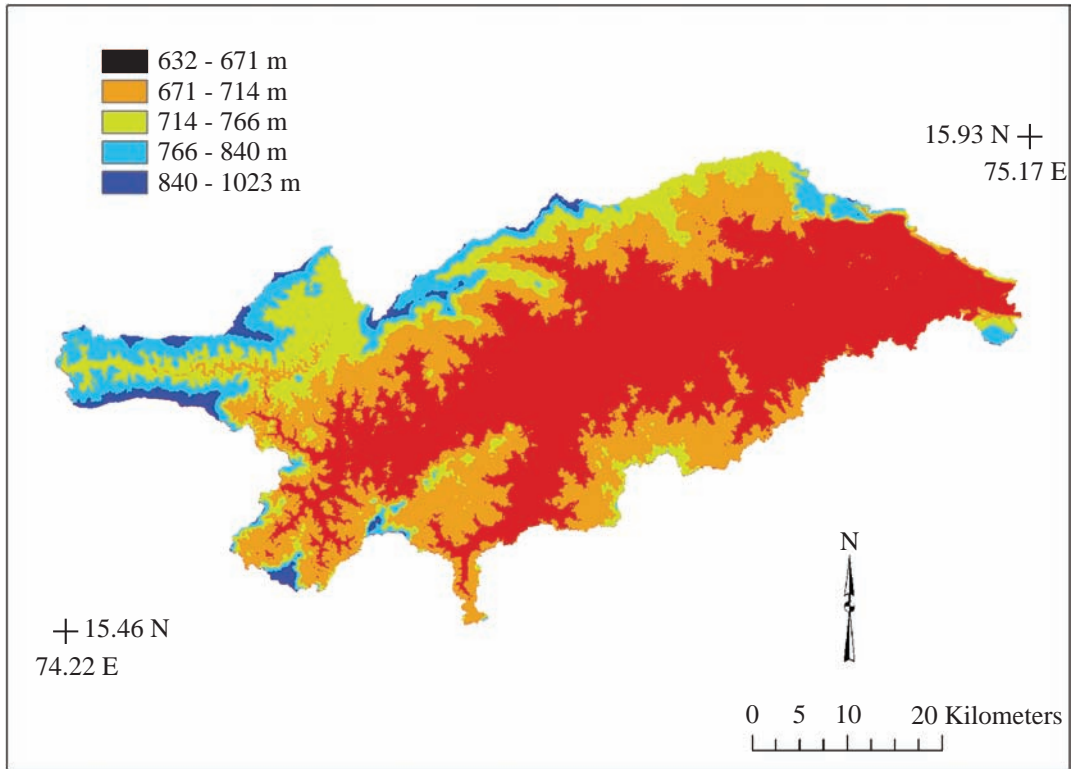 632 - 671 m
671 - 714 m
714 - 766 m
766 - 840 m
840 - 1023 m
15.93 N
75.17 E
N
15.46 N
74.22 E
0 5 10 20 Kilometers